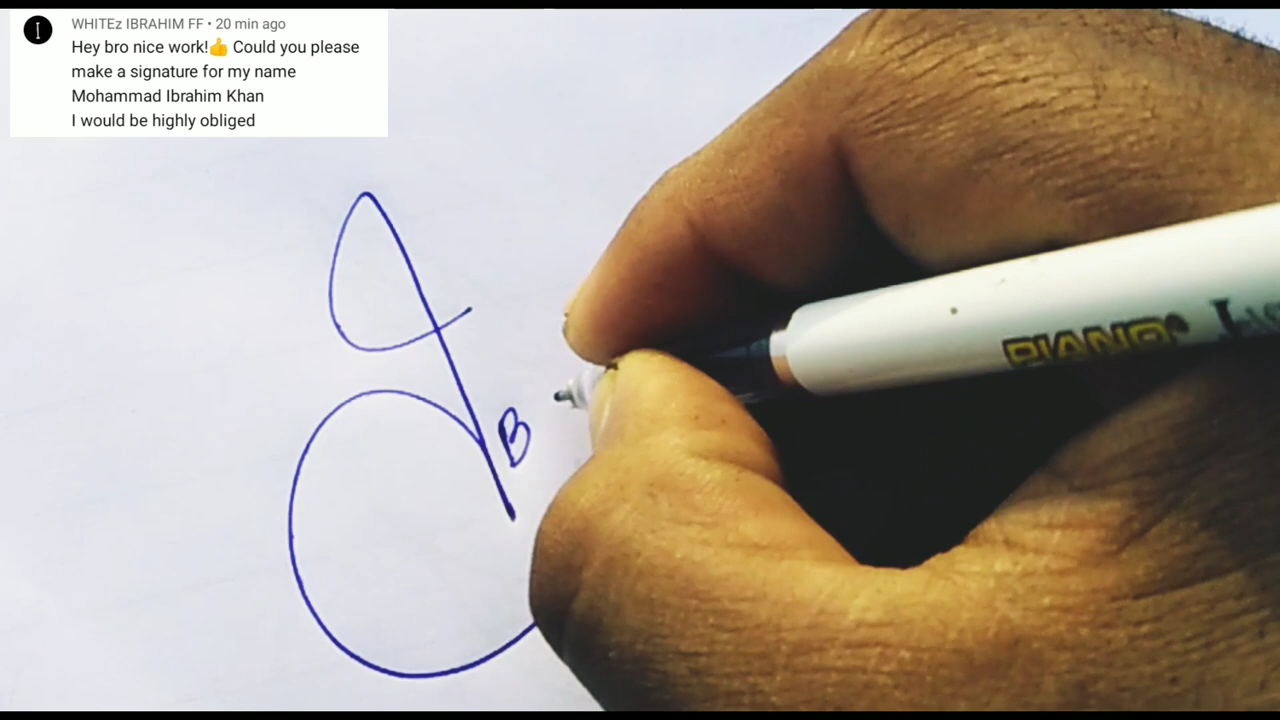 WHITEz IBRAHIM FF • 20 min ago
Hey bro nice work!👍 Could you please
make a signature for my name
Mohammad Ibrahim Khan
I would be highly obliged
I
B
PIANO